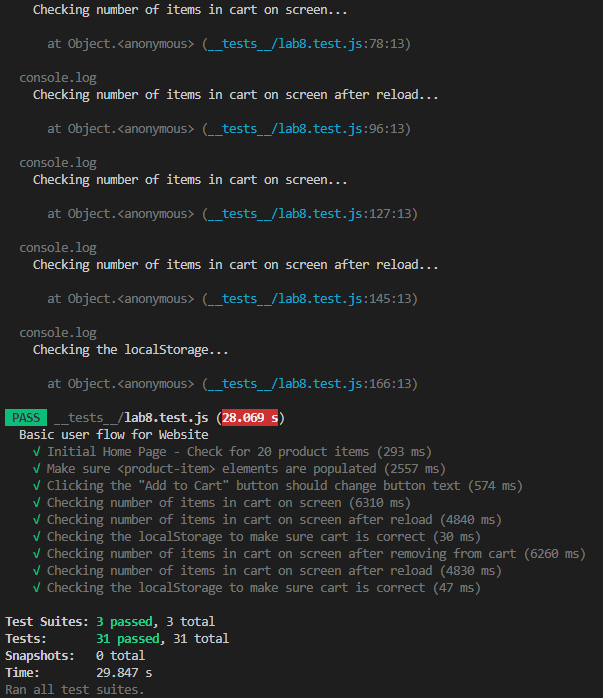 Checking number of items in cart on screen...
at Object.<anonymous> (__tests__/lab8.test.js:78:13)
console.log
Checking number of items in cart on screen after reload...
at Object.<anonymous> (__tests__/lab8.test.js:96:13)
console.log
Checking number of items in cart on screen...
at Object.<anonymous> (__tests__/lab8.test.js:127:13)
console.log
Checking number of items in cart on screen after reload...
at Object.<anonymous> (__tests__/lab8.test.js:145:13)
console.log
Checking the localStorage...
at Object.<anonymous> (__tests__/lab8.test.js:166:13)
PASS __tests__/lab8.test.js (28.069 s)
Basic user flow for Website
√ Initial Home Page - Check for 20 product items (293 ms)
√ Make sure <product-item> elements are populated (2557 ms)
√ Clicking the "Add to Cart" button should change button text (574 ms)
√ Checking number of items in cart on screen (6310 ms)
√ Checking number of items in cart on screen after reload (4840 ms)
√ Checking the localStorage to make sure cart is correct (30 ms)
√ Checking number of items in cart on screen after removing from cart (6260 ms)
√ Checking number of items in cart on screen after reload (4830 ms)
√ Checking the localStorage to make sure cart is correct (47 ms)
Test Suites: 3 passed, 3 total
Tests: 31 passed, 31 total
Snapshots: 0 total
Time: 29.847 s
Ran all test suites.